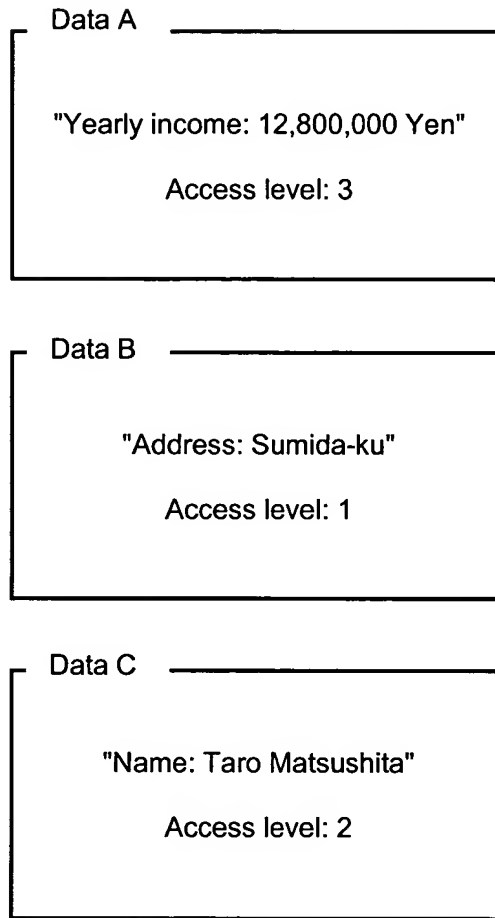 Data A
"Yearly income: 12,800,000 Yen"
Access level: 3
Data B
"Address: Sumida-ku"
Access level: 1
Data C
"Name: Taro Matsushita"
Access level: 2